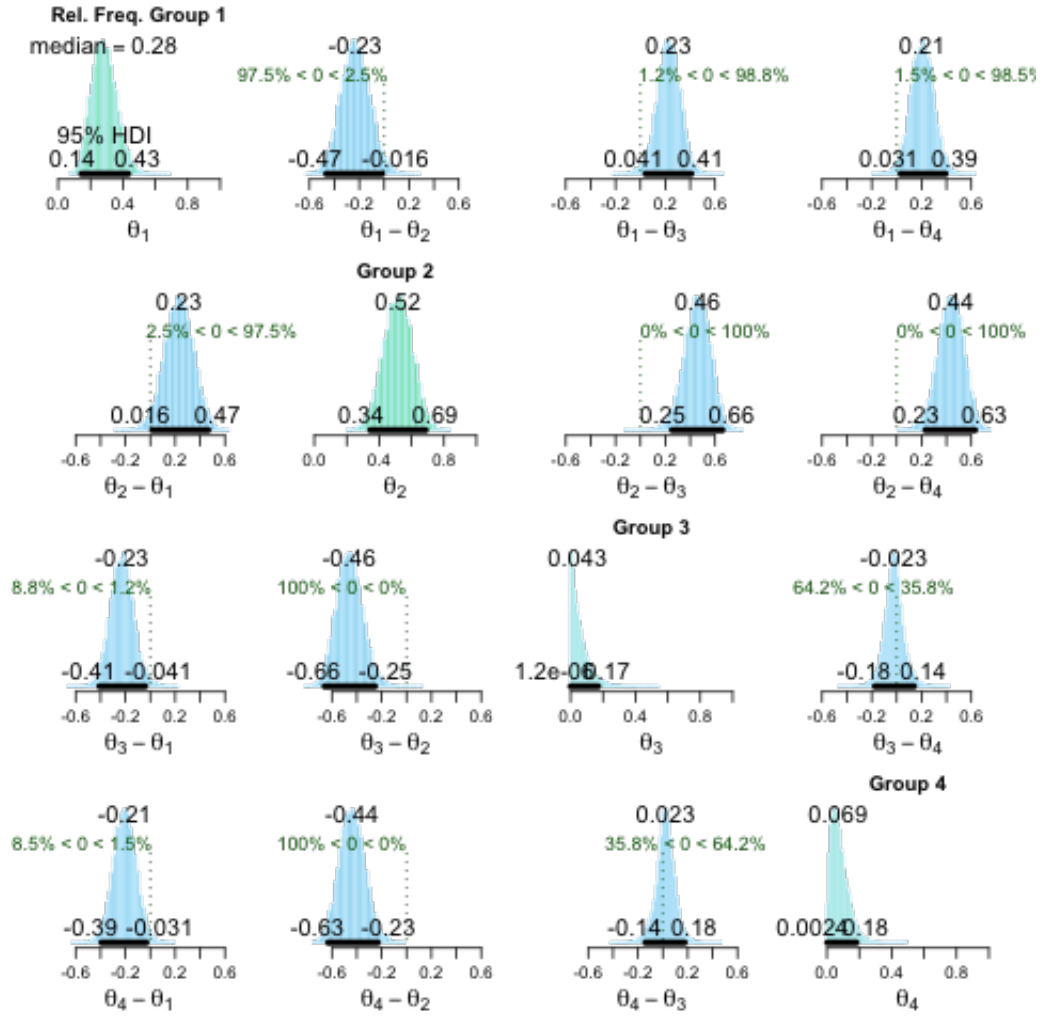 Rel. Freq. Group 1
median = 0.28 -0.23 0.23 0.21
97.5% < 0 < 2.5% 1.2% < 0 < 98.8% 1.5% < 0 < 98.5%
95% HDI
0.14 0.43 -0.47 -0.016 0.041 0.41 0.031 0.39
0.0 0.4 0.8 -0.6 -0.2 0.2 0.6 -0.6 -0.2 0.2 0.6 -0.6 -0.2 0.2 0.6
θ1 θ1 − θ2 θ1 − θ3 θ1 − θ4
Group 2
0.23 0.52 0.46 0.44
2.5% < 0 < 97.5% 0% < 0 < 100% 0% < 0 < 100%
0.016 0.47 0.34 0.69 0.25 0.66 0.23 0.63
-0.6 -0.2 0.2 0.6 0.0 0.4 0.8 -0.6 -0.2 0.2 0.6 -0.6 -0.2 0.2 0.6
θ2 − θ1 θ2 θ2 − θ3 θ2 − θ4
Group 3
-0.23 -0.46 0.043 -0.023
8.8% < 0 < 1.2% 100% < 0 < 0% 64.2% < 0 < 35.8%
-0.41 -0.041 -0.66 -0.25 1.2e-06 0.17 -0.18 0.14
-0.6 -0.2 0.2 0.6 -0.6 -0.2 0.2 0.6 0.0 0.4 0.8 -0.6 -0.2 0.2 0.6
θ3 − θ1 θ3 − θ2 θ3 θ3 − θ4
Group 4
-0.21 -0.44 0.023 0.069
8.5% < 0 < 1.5% 100% < 0 < 0% 35.8% < 0 < 64.2%
-0.39 -0.031 -0.63 -0.23 -0.14 0.18 0.0024 0.18
-0.6 -0.2 0.2 0.6 -0.6 -0.2 0.2 0.6 -0.6 -0.2 0.2 0.6 0.0 0.4 0.8
θ4 − θ1 θ4 − θ2 θ4 − θ3 θ4